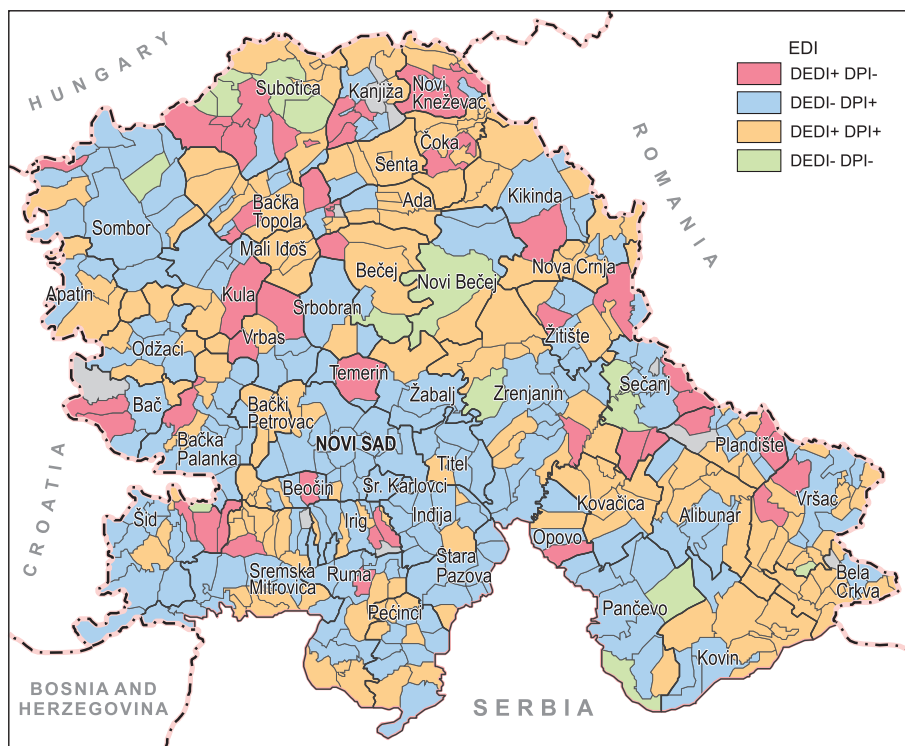 HUNGARY
ROMANIA
CROATIA
BOSNIA AND
HERZEGOVINA
SERBIA
EDI
DEDI+ DPI-
DEDI- DPI+
DEDI+ DPI+
DEDI- DPI-
Subotica
Kanjiža
Novi
Kneževac
Čoka
Senta
Ada
Kikinda
Bačka
Topola
Sombor
Mali Iđoš
Nova Crnja
Bečej
Novi Bečej
Apatin
Kula
Srbobran
Vrbas
Žitište
Odžaci
Temerin
Sečanj
Žabalj
Zrenjanin
Bač
Bački
Petrovac
Bačka
Palanka
NOVI SAD
Plandište
Titel
Beočin
Sr. Karlovci
Kovačica
Vršac
Šid
Irig
Inđija
Alibunar
Opovo
Stara
Pazova
Sremska
Mitrovica
Ruma
Bela
Crkva
Pećinci
Pančevo
Kovin